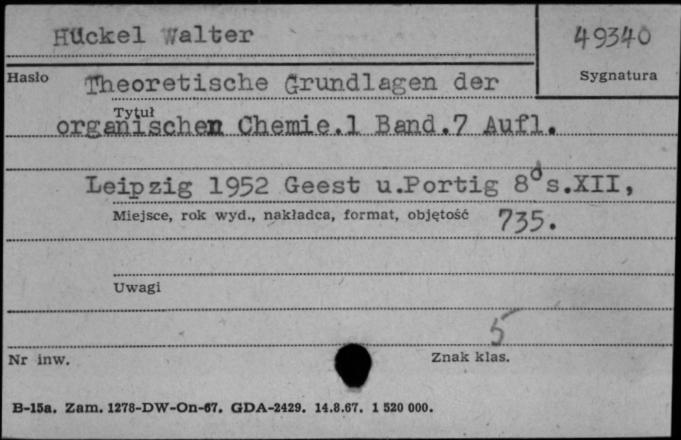 Hückel Walter
49340
Hasło
Sygnatura
Theoretische Grundlagen der
Tytuł
organischen Chemie.1 Band.7 Aufl.
Leipzig 1952 Geest u.Portig 8d s.XII,
Miejsce, rok wyd., nakładca, format, objętość
735.
Uwagi
5
Nr inw.
Znak klas.
B-15a. Zam. 1278-DW-On-67. GDA-2429. 14.8.67. 1 520 000.